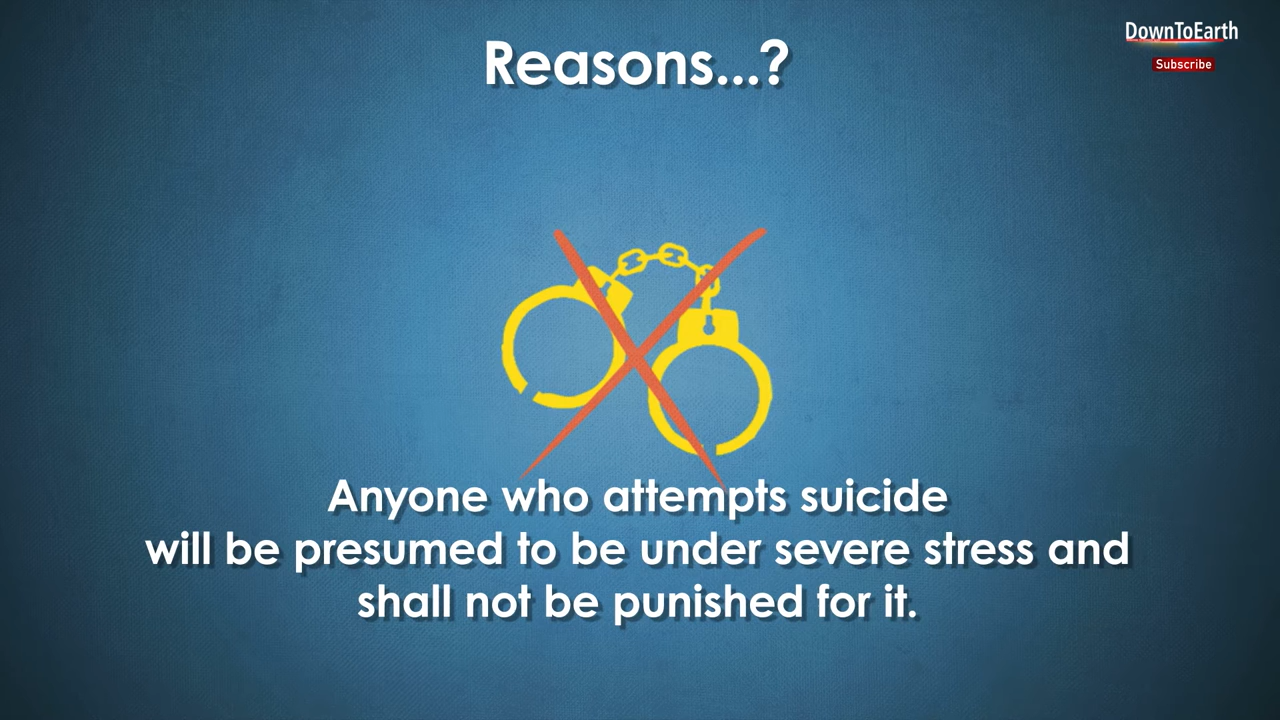 Reasons...?
DownToEarth
Subscribe
Anyone who attempts suicide
will be presumed to be under severe stress and
shall not be punished for it.